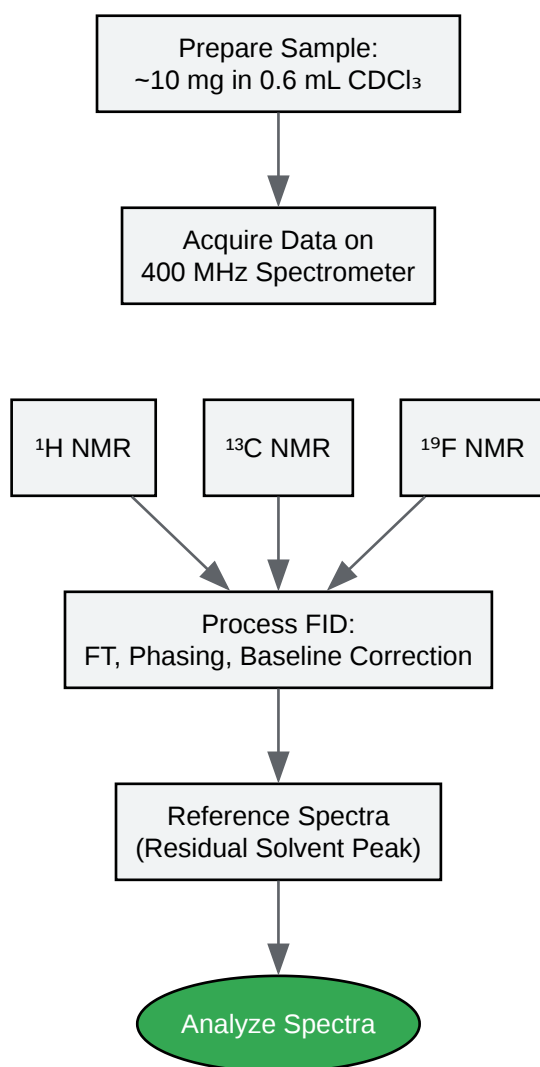 Prepare Sample:
~10 mg in 0.6 mL CDCl₃
Acquire Data on
400 MHz Spectrometer
¹H NMR
¹³C NMR
¹⁹F NMR
Process FID:
FT, Phasing, Baseline Correction
Reference Spectra
(Residual Solvent Peak)
Analyze Spectra